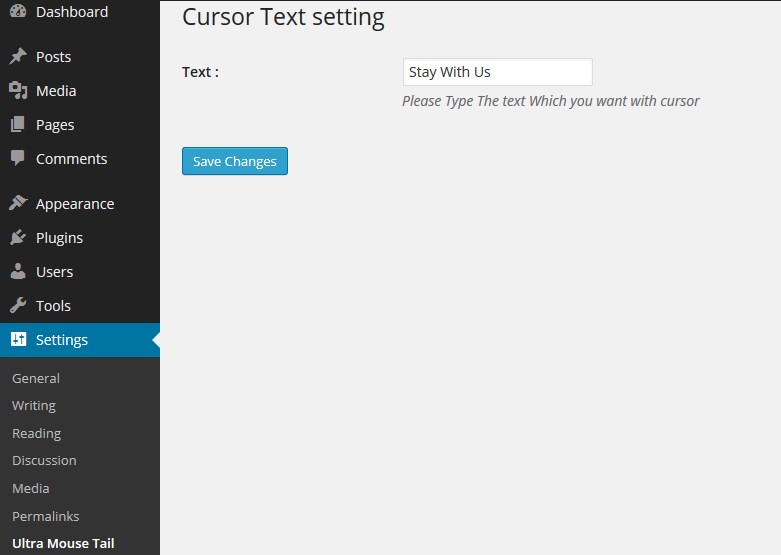 Dashboard
Posts
Media
Pages
Comments
Appearance
Plugins
Users
Tools
Settings
General
Writing
Reading
Discussion
Media
Permalinks
Ultra Mouse Tail
Cursor Text setting
Text :
Stay With Us
Please Type The text Which you want with cursor
Save Changes